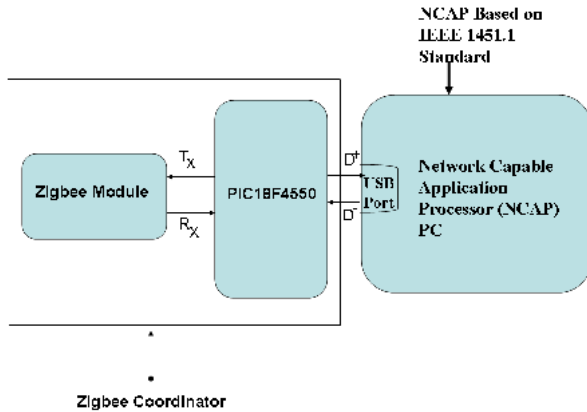 NCAP Based on
IEEE 1451.1
Standard
Zigbee Module
TX
RX
PIC18F4550
D+
D-
USB
Port
Network Capable
Application
Processor (NCAP)
PC
Zigbee Coordinator